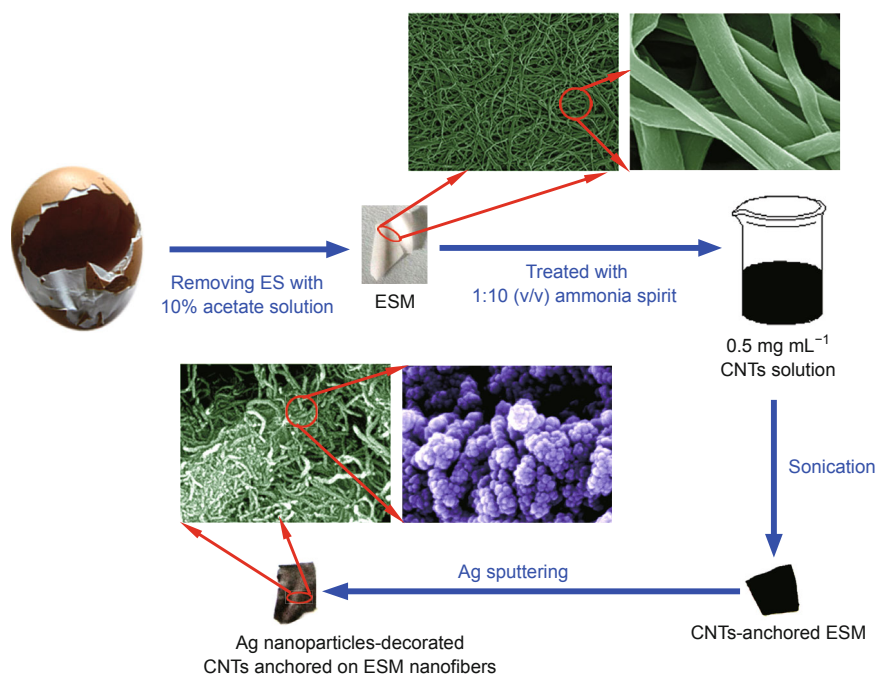 Removing ES with
10% acetate solution
ESM
Treated with
1:10 (v/v) ammonia spirit
0.5 mg mL⁻¹
CNTs solution
Sonication
CNTs-anchored ESM
Ag sputtering
Ag nanoparticles-decorated
CNTs anchored on ESM nanofibers